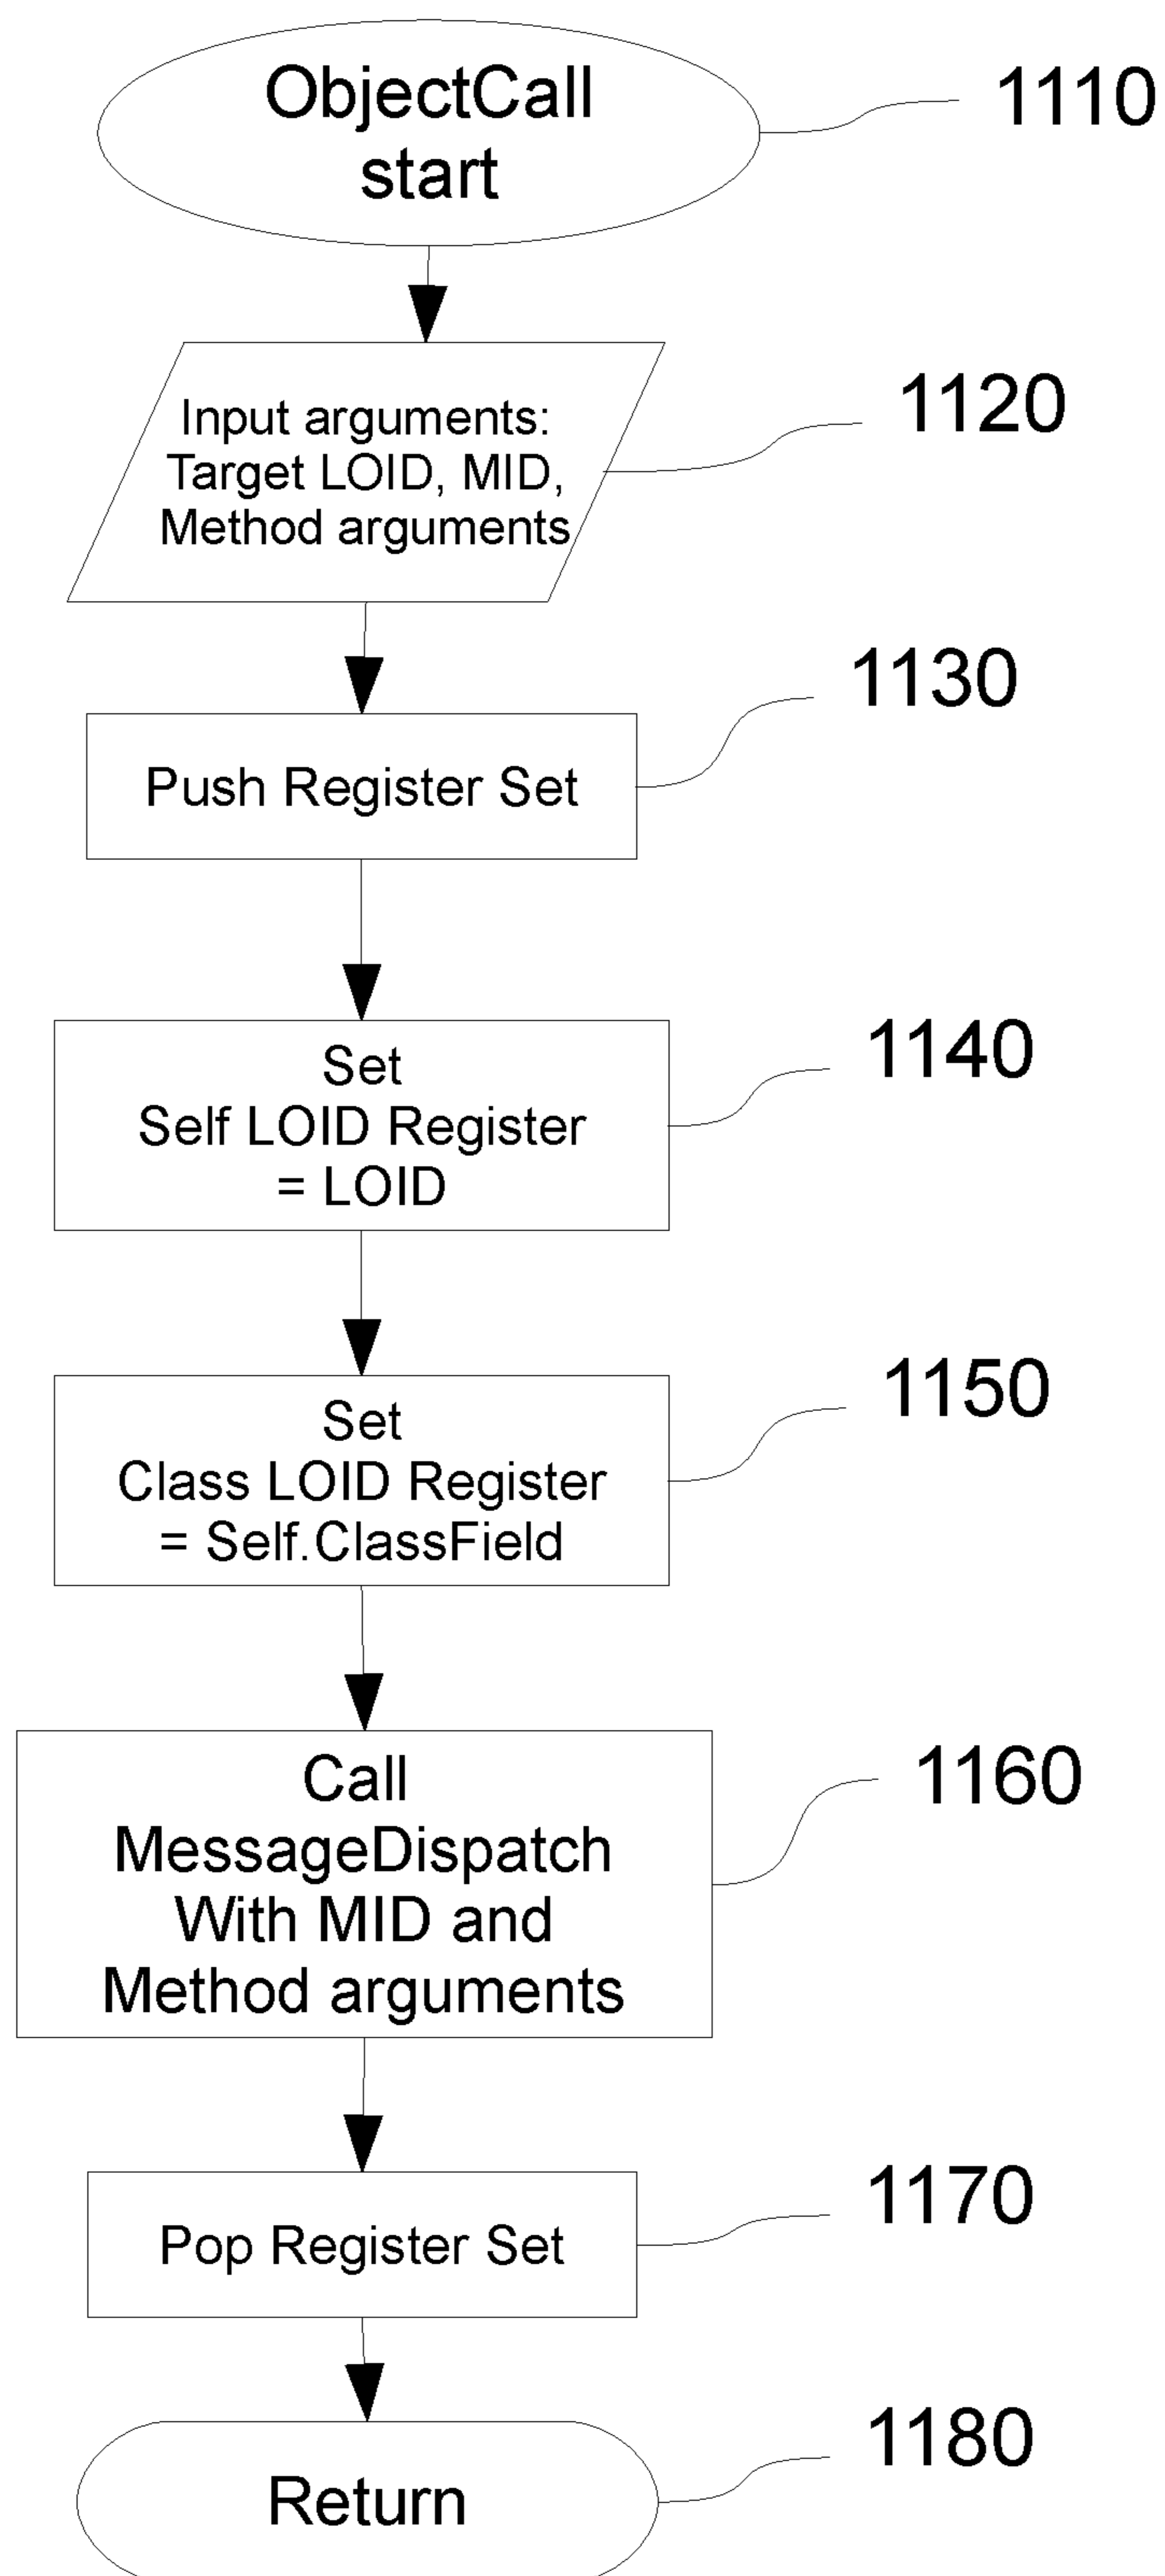 ObjectCall
start
1110
Input arguments:
Target LOID, MID,
Method arguments
1120
Push Register Set
1130
Set
Self LOID Register
= LOID
1140
Set
Class LOID Register
= Self.ClassField
1150
Call
MessageDispatch
With MID and
Method arguments
1160
Pop Register Set
1170
Return
1180